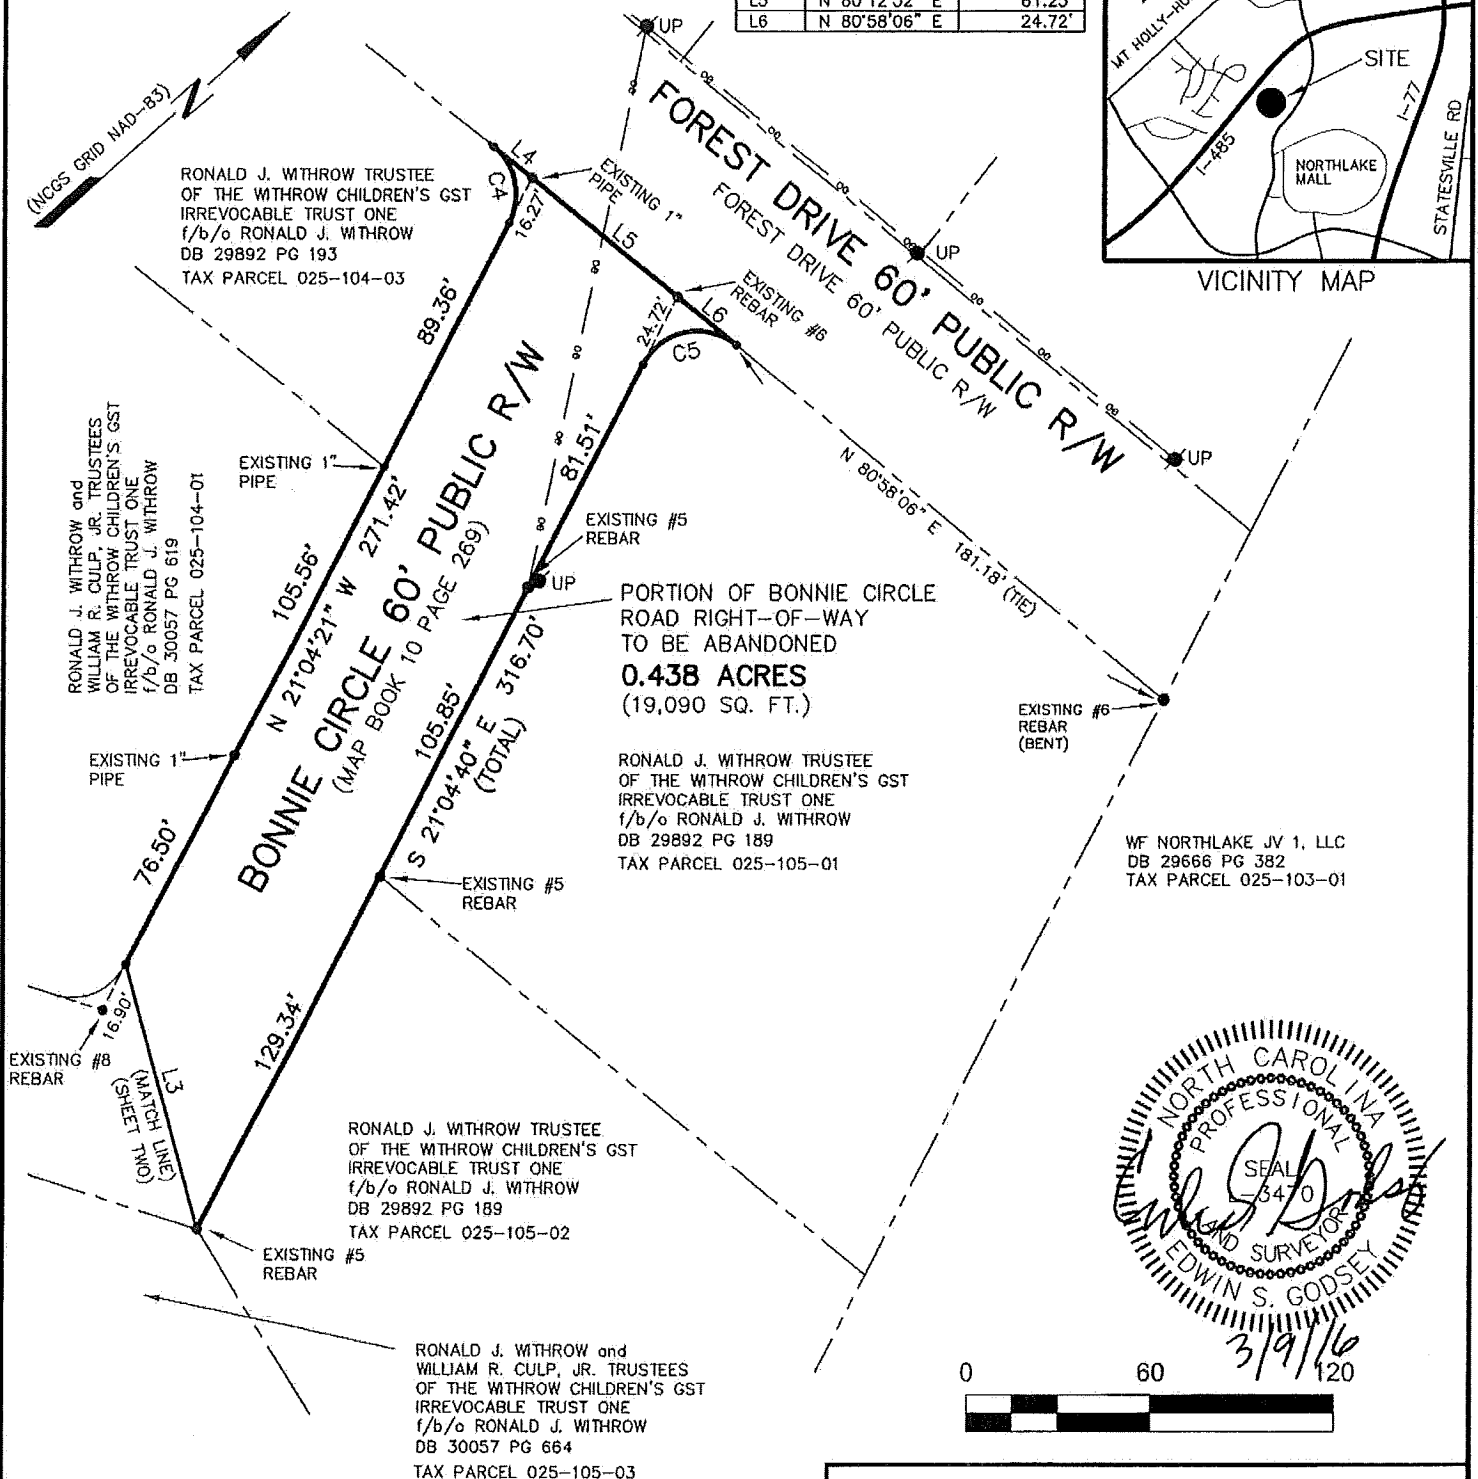 L5 N 80°12'32" E 61.25'
L6 N 80°58'06" E 24.72'
MT HOLLY-HU
SITE
I-77
I-485
NORTHLAKE
MALL
STATESVILLE RD
VICINITY MAP
(NCGS GRID NAD-83)
N
UP
FOREST DRIVE 60' PUBLIC R/W
FOREST DRIVE 60' PUBLIC R/W
UP
UP
RONALD J. WITHROW TRUSTEE
OF THE WITHROW CHILDREN'S GST
IRREVOCABLE TRUST ONE
f/b/o RONALD J. WITHROW
DB 29892 PG 193
TAX PARCEL 025-104-03
L4
C4
16.27'
EXISTING 1"
PIPE
L5
EXISTING #6
REBAR
24.72'
L6
C5
89.36'
81.51'
N 80°58'06" E 181.18' (TIE)
RONALD J. WITHROW and
WILLIAM R. CULP, JR. TRUSTEES
OF THE WITHROW CHILDREN'S GST
IRREVOCABLE TRUST ONE
f/b/o RONALD J. WITHROW
DB 30057 PG 619
TAX PARCEL 025-104-01
EXISTING 1"
PIPE
105.56'
N 21°04'21" W 271.42'
BONNIE CIRCLE 60' PUBLIC R/W
(MAP BOOK 10 PAGE 269)
EXISTING #5
REBAR
UP
PORTION OF BONNIE CIRCLE
ROAD RIGHT-OF-WAY
TO BE ABANDONED
0.438 ACRES
(19,090 SQ. FT.)
EXISTING #6
REBAR
(BENT)
105.85'
S 21°04'40" E 316.70'
(TOTAL)
EXISTING 1"
PIPE
RONALD J. WITHROW TRUSTEE
OF THE WITHROW CHILDREN'S GST
IRREVOCABLE TRUST ONE
f/b/o RONALD J. WITHROW
DB 29892 PG 189
TAX PARCEL 025-105-01
WF NORTHLAKE JV 1, LLC
DB 29666 PG 382
TAX PARCEL 025-103-01
76.50'
EXISTING #5
REBAR
16.90'
EXISTING #8
REBAR
129.34'
L3
(MATCH LINE)
(SHEET TWO)
RONALD J. WITHROW TRUSTEE
OF THE WITHROW CHILDREN'S GST
IRREVOCABLE TRUST ONE
f/b/o RONALD J. WITHROW
DB 29892 PG 189
TAX PARCEL 025-105-02
EXISTING #5
REBAR
RONALD J. WITHROW and
WILLIAM R. CULP, JR. TRUSTEES
OF THE WITHROW CHILDREN'S GST
IRREVOCABLE TRUST ONE
f/b/o RONALD J. WITHROW
DB 30057 PG 664
TAX PARCEL 025-105-03
NORTH CAROLINA
PROFESSIONAL
SEAL
L-3470
LAND SURVEYOR
EDWIN S. GODSEY
3/9/16
0 60 120